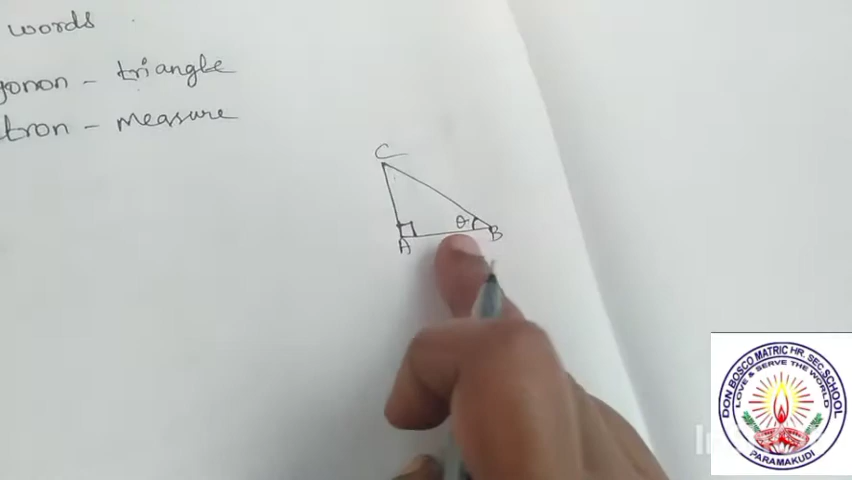 words
gonon - triangle
tron - measure
C
θ
A
B
DON BOSCO MATRIC HR. SEC. SCHOOL
LOVE & SERVE THE WORLD
PARAMAKUDI